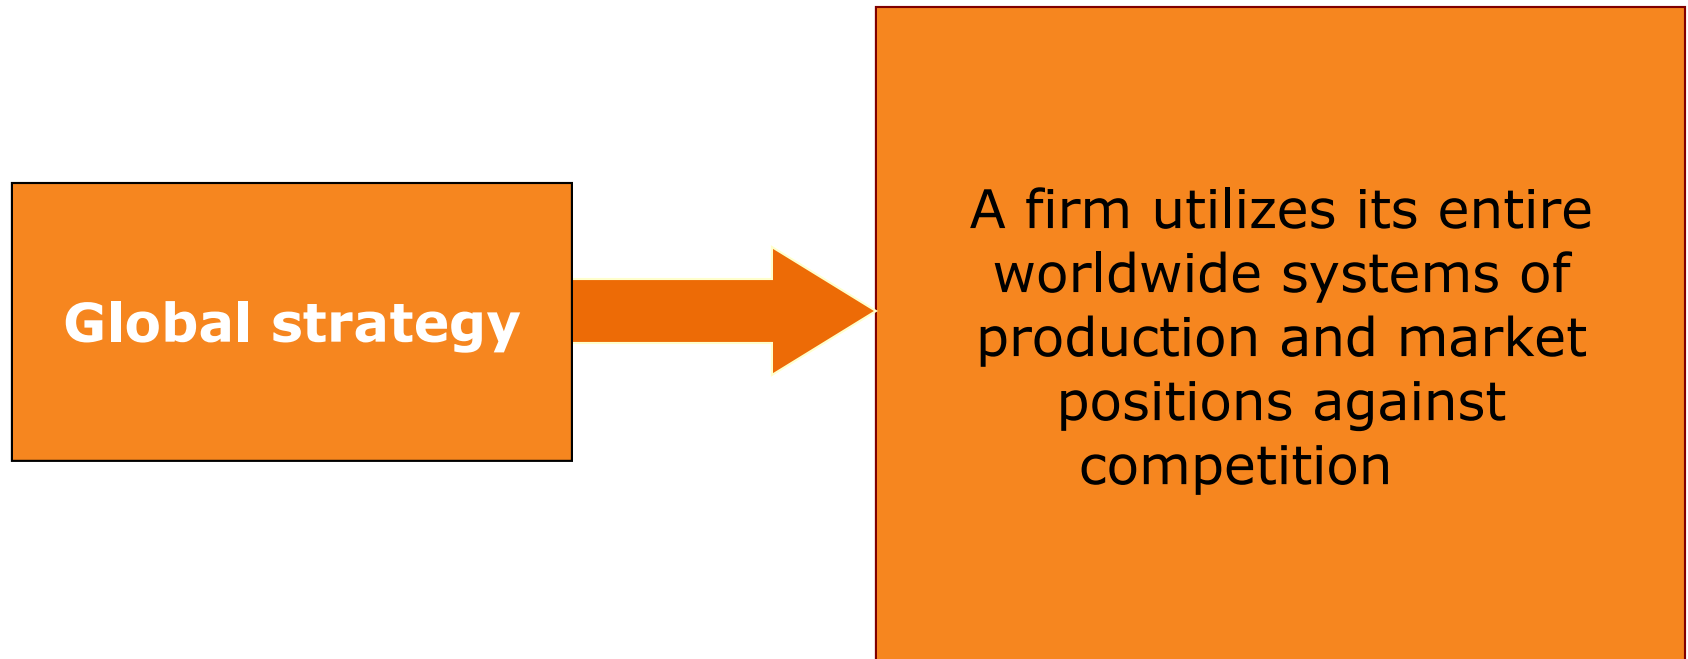 Global strategy
A firm utilizes its entire
worldwide systems of
production and market
positions against
competition